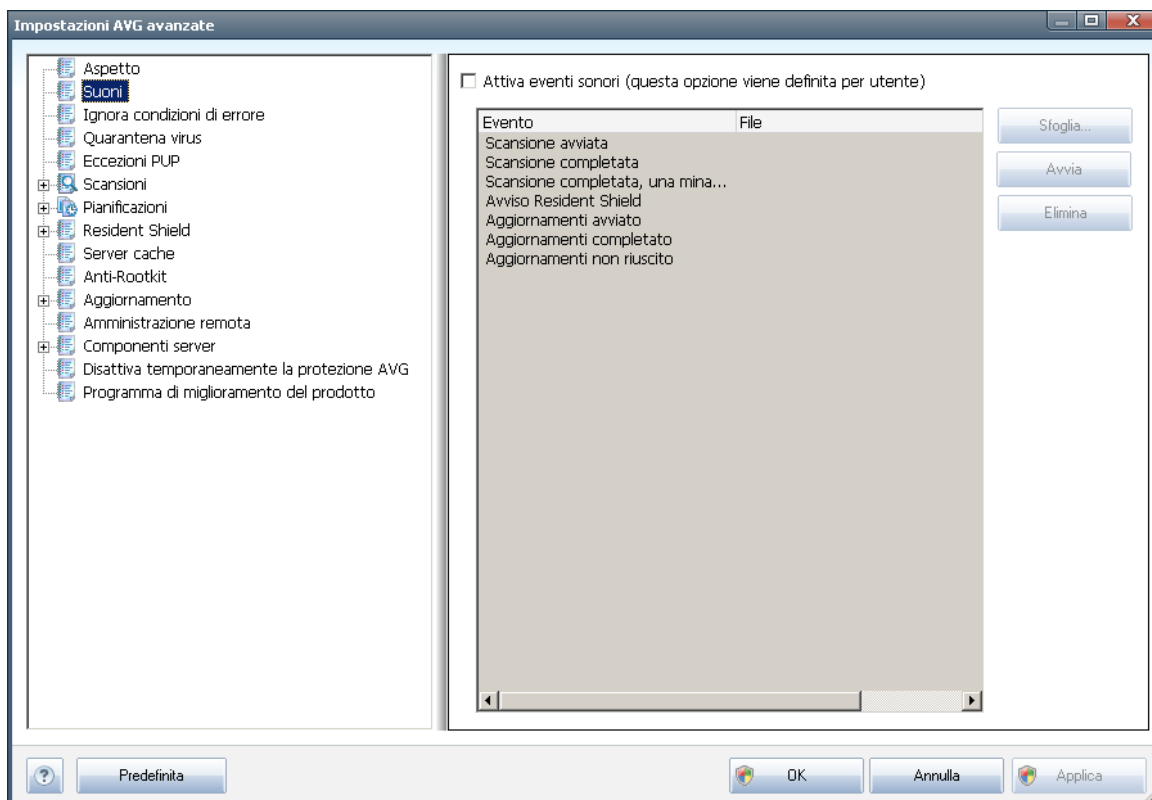 Impostazioni AVG avanzate
Aspetto
Suoni
Ignora condizioni di errore
Quarantena virus
Eccezioni PUP
Scansioni
Pianificazioni
Resident Shield
Server cache
Anti-Rootkit
Aggiornamento
Amministrazione remota
Componenti server
Disattiva temporaneamente la protezione AVG
Programma di miglioramento del prodotto
Attiva eventi sonori (questa opzione viene definita per utente)
Evento File
Scansione avviata
Scansione completata
Scansione completata, una mina...
Avviso Resident Shield
Aggiornamenti avviato
Aggiornamenti completato
Aggiornamenti non riuscito
Sfoglia...
Avvia
Elimina
? Predefinita OK Annulla Applica